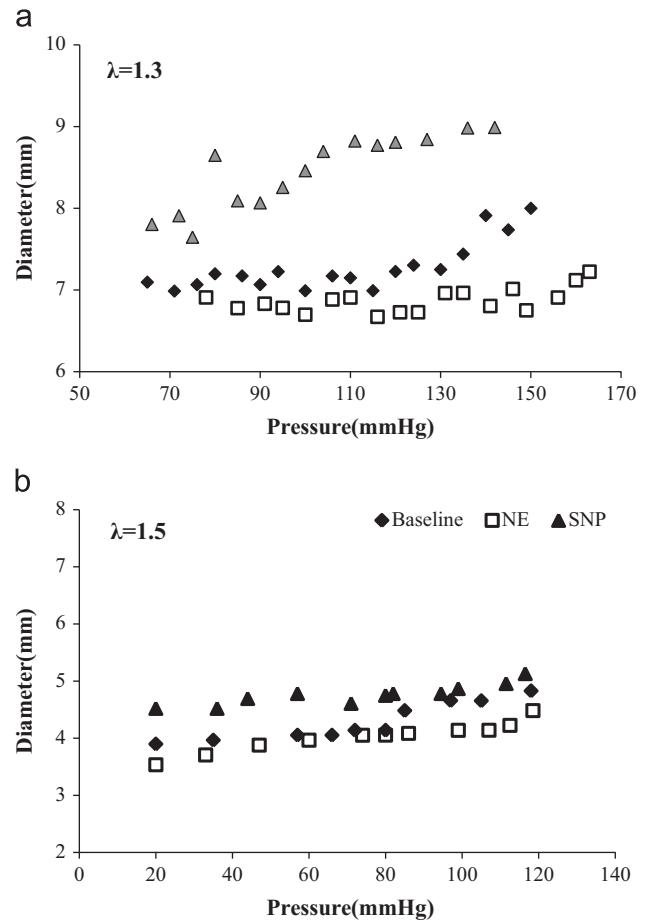 a
10
λ=1.3
9
8
7
6
Diameter(mm)
50 70 90 110 130 150 170
Pressure(mmHg)
b
8
λ=1.5 Baseline NE SNP
7
6
5
4
3
2
Diameter(mm)
0 20 40 60 80 100 120 140
Pressure(mmHg)